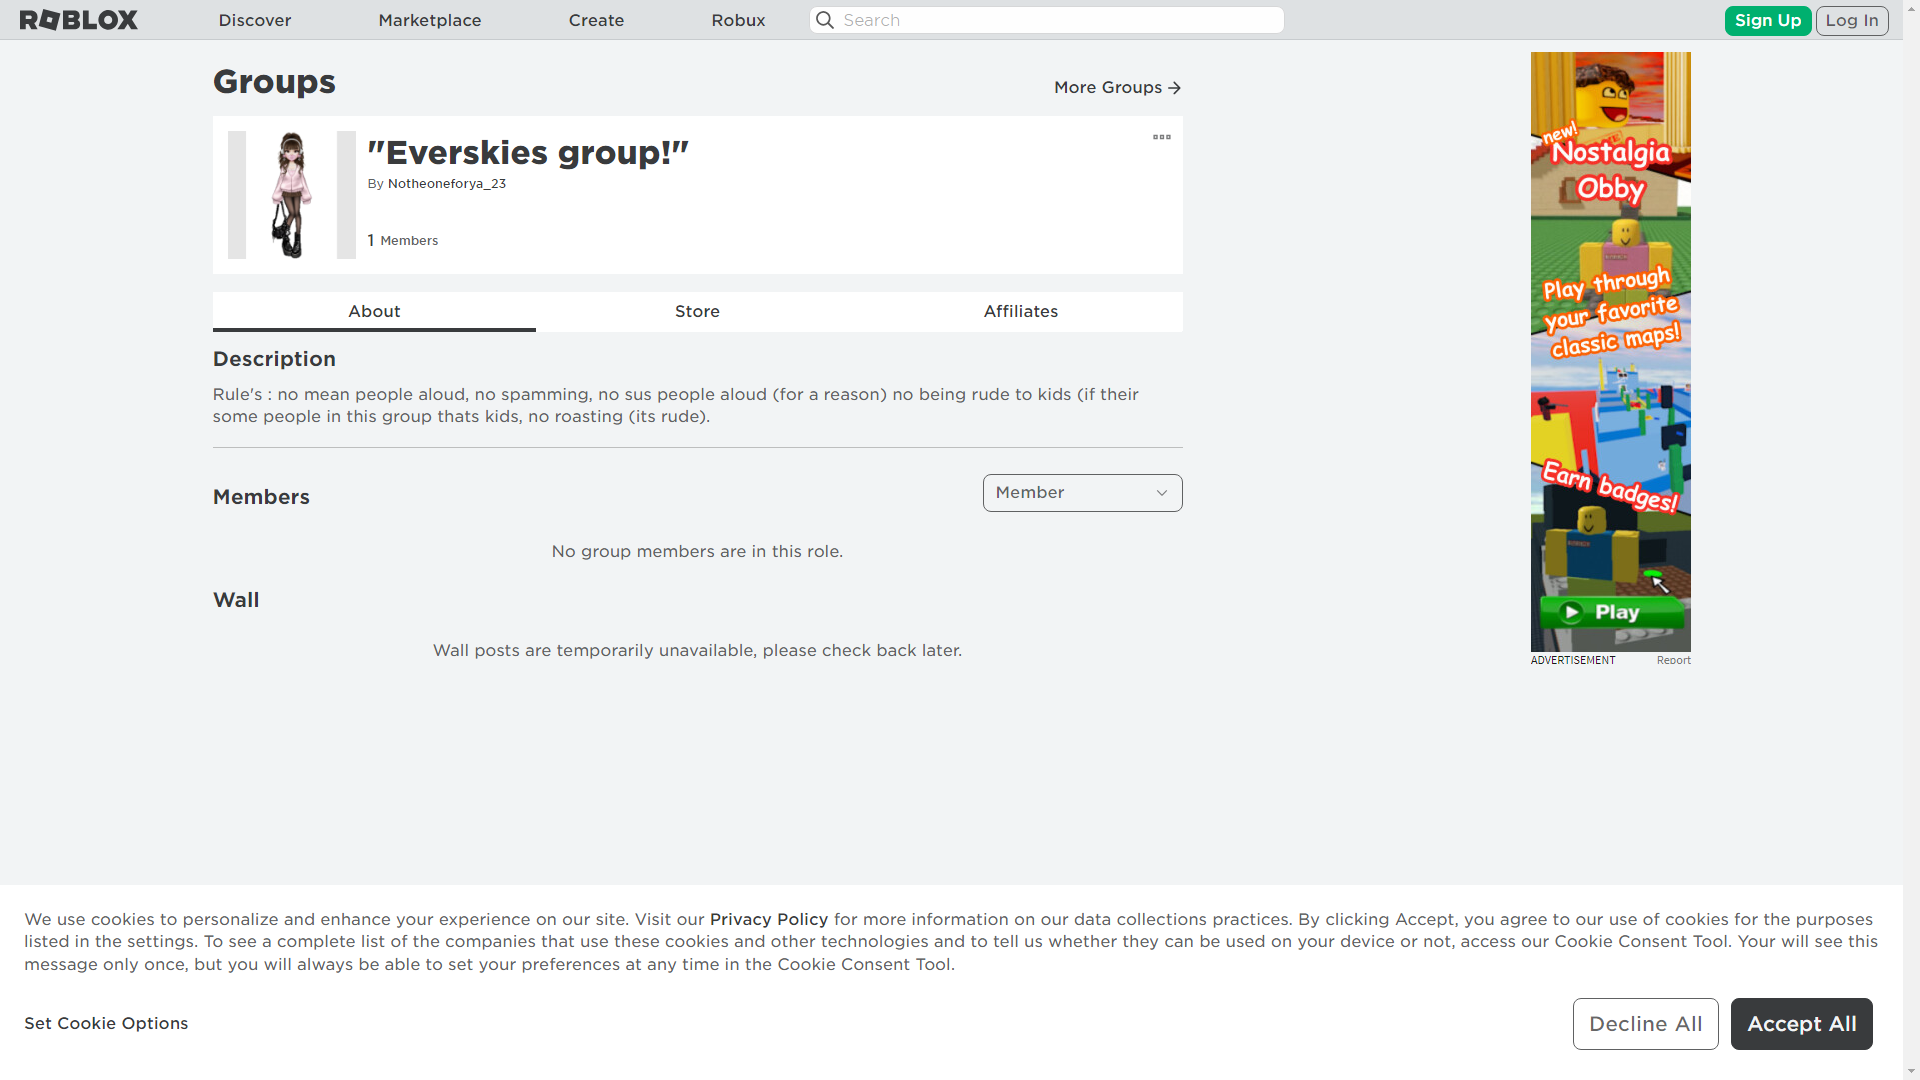 ROBLOX
Discover
Marketplace
Create
Robux
Search
Sign Up
Log In
Groups
More Groups
"Everskies group!"
By Notheoneforya_23
1 Members
About
Store
Affiliates
Description
Rule's : no mean people aloud, no spamming, no sus people aloud (for a reason) no being rude to kids (if their
some people in this group thats kids, no roasting (its rude).
Members
Member
No group members are in this role.
Wall
Wall posts are temporarily unavailable, please check back later.
new!
Nostalgia
Obby
Play through
your favorite
classic maps!
Earn badges!
Play
ADVERTISEMENT
Report
We use cookies to personalize and enhance your experience on our site. Visit our Privacy Policy for more information on our data collections practices. By clicking Accept, you agree to our use of cookies for the purposes
listed in the settings. To see a complete list of the companies that use these cookies and other technologies and to tell us whether they can be used on your device or not, access our Cookie Consent Tool. Your will see this
message only once, but you will always be able to set your preferences at any time in the Cookie Consent Tool.
Set Cookie Options
Decline All
Accept All